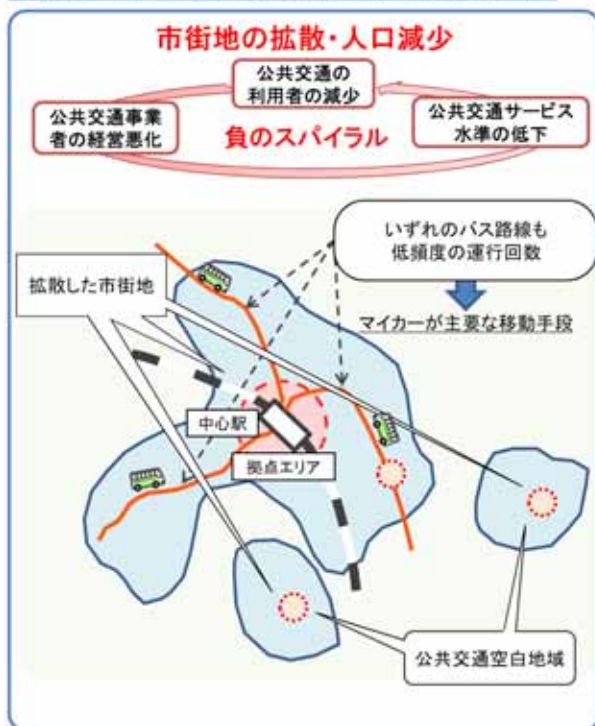 市街地の拡散・人口減少
公共交通の
利用者の減少
公共交通事業
者の経営悪化
負のスパイラル
公共交通サービス
水準の低下
いずれのバス路線も
低頻度の運行回数
拡散した市街地
マイカーが主要な移動手段
中心駅
拠点エリア
公共交通空白地域